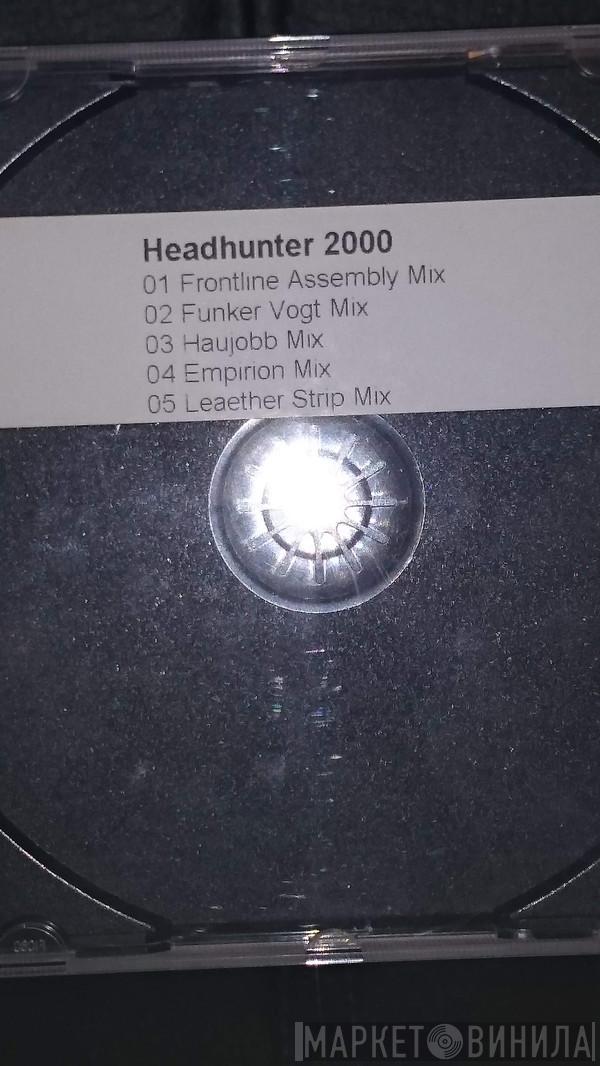 Headhunter 2000
01 Frontline Assembly Mix
02 Funker Vogt Mix
03 Haujobb Mix
04 Empirion Mix
05 Leaether Strip Mix
МАРКЕТ ВИНИЛА